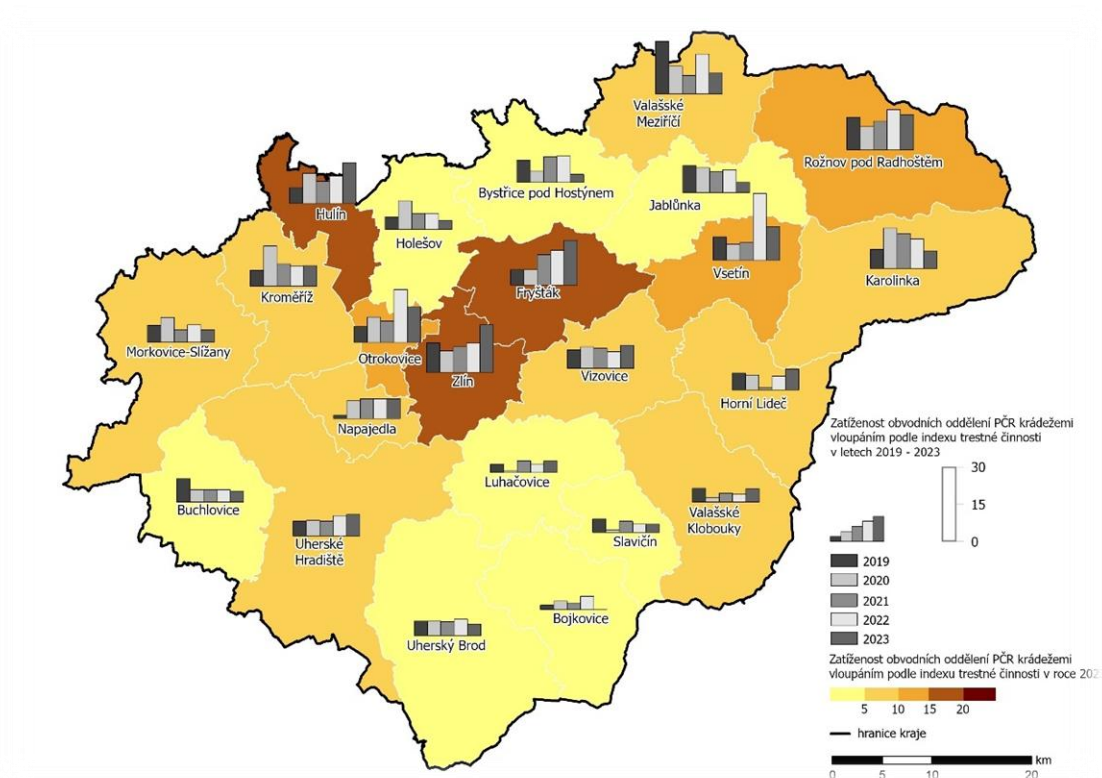 Valašské
Meziříčí
Rožnov pod Radhoštěm
Bystřice pod Hostýnem
Jablůnka
Hulín
Holešov
Vsetín
Karolinka
Fryšták
Kroměříž
Otrokovice
Morkovice-Slížany
Zlín
Vizovice
Horní Lideč
Napajedla
Luhačovice
Buchlovice
Valašské
Klobouky
Slavičín
Uherské
Hradiště
Bojkovice
Uherský Brod
Zatíženost obvodních oddělení PČR krádežemi
vloupáním podle indexu trestné činnosti
v letech 2019 - 2023
30
15
0
2019
2020
2021
2022
2023
Zatíženost obvodních oddělení PČR krádežemi
vloupáním podle indexu trestné činnosti v roce 202
5 10 15 20
hranice kraje
km
0 5 10 20